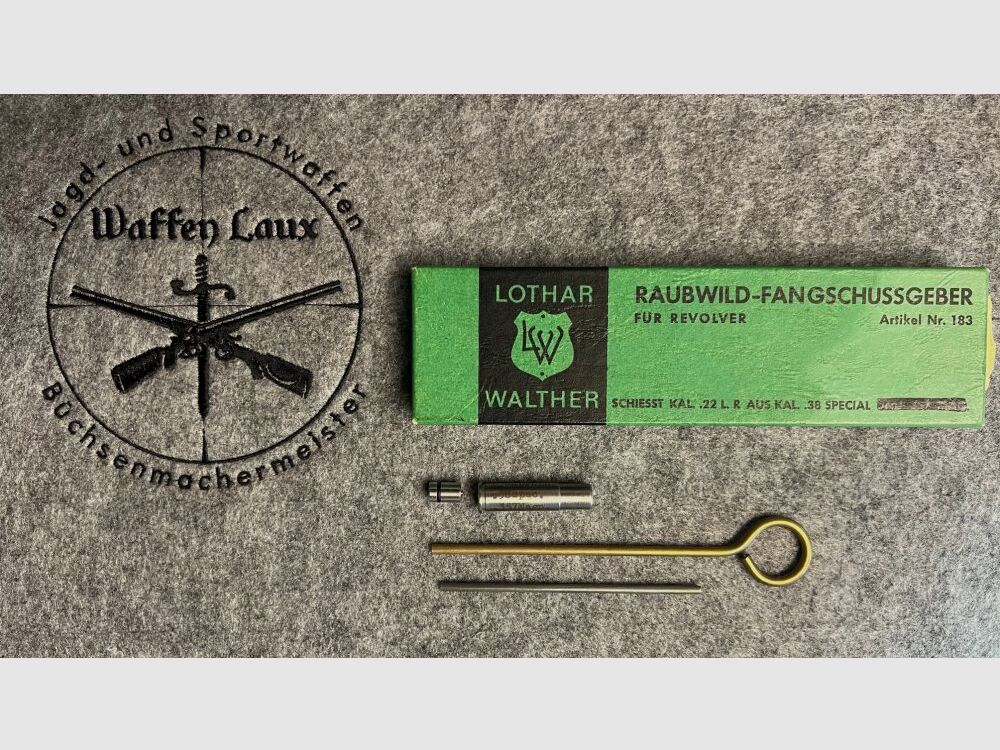 Jagd- und Sportwaffen
Waffen Laux
Büchsenmachermeister
LOTHAR
LW
WALTHER
RAUBWILD-FANGSCHUSSGEBER
FÜR REVOLVER
Artikel Nr. 183
SCHIESST KAL. .22 L. R AUS KAL. .38 SPECIAL